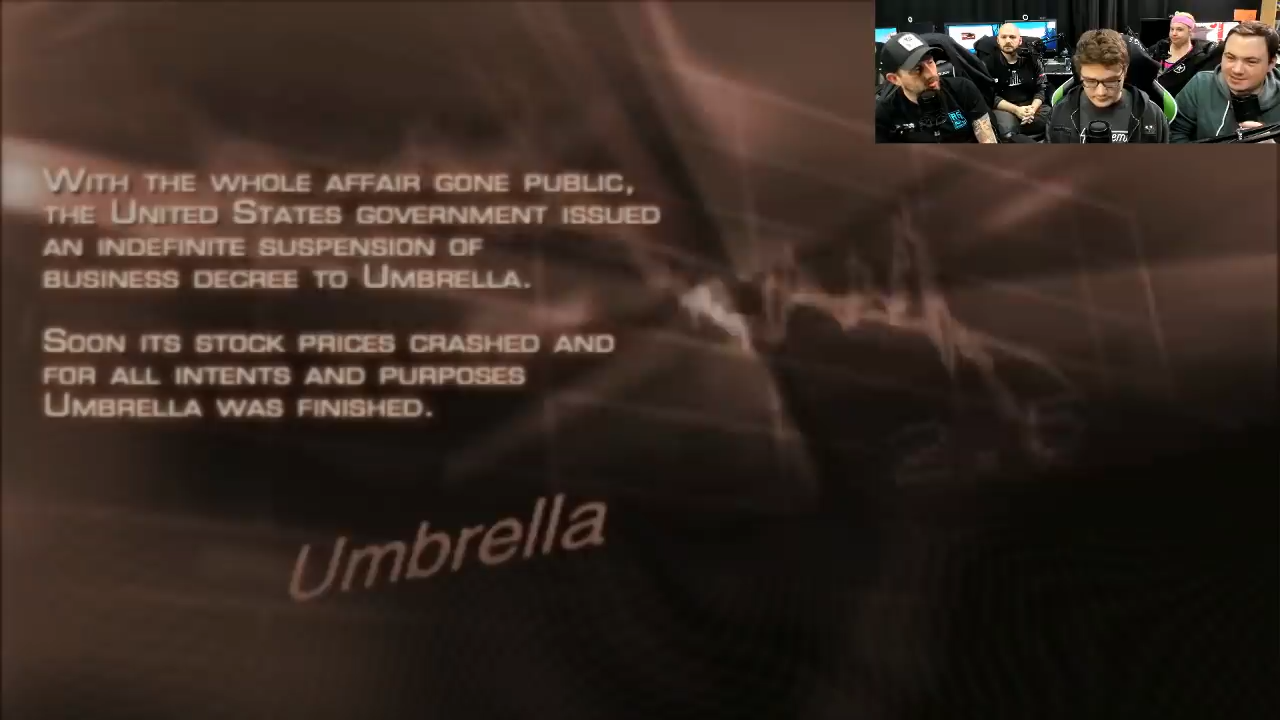 With the whole affair gone public,
the United States government issued
an indefinite suspension of
business decree to Umbrella.
Soon its stock prices crashed and
for all intents and purposes
Umbrella was finished.
Umbrella